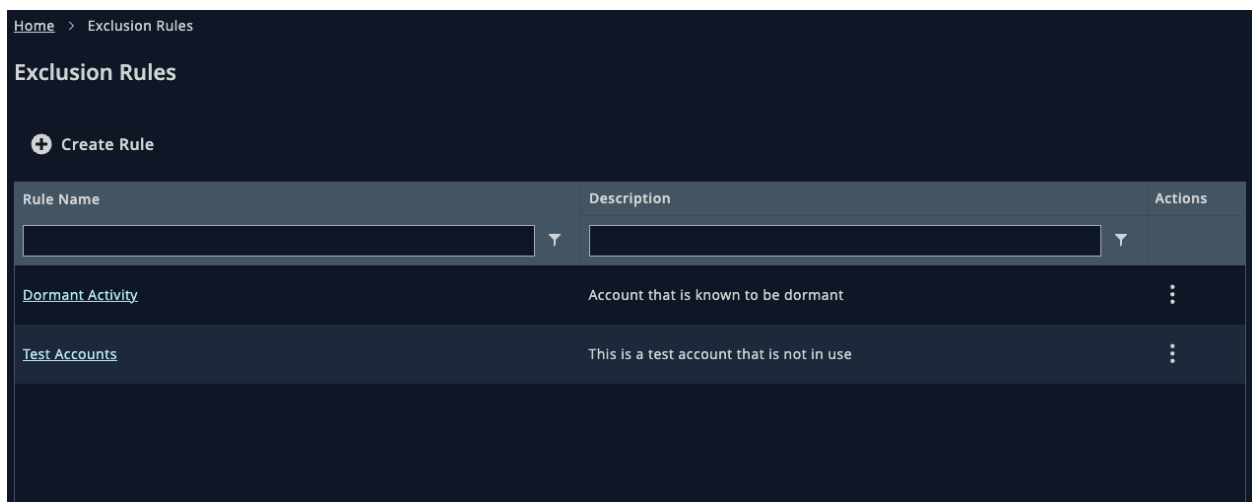 Home > Exclusion Rules
Exclusion Rules
Create Rule
Rule Name Description Actions
Dormant Activity Account that is known to be dormant
Test Accounts This is a test account that is not in use